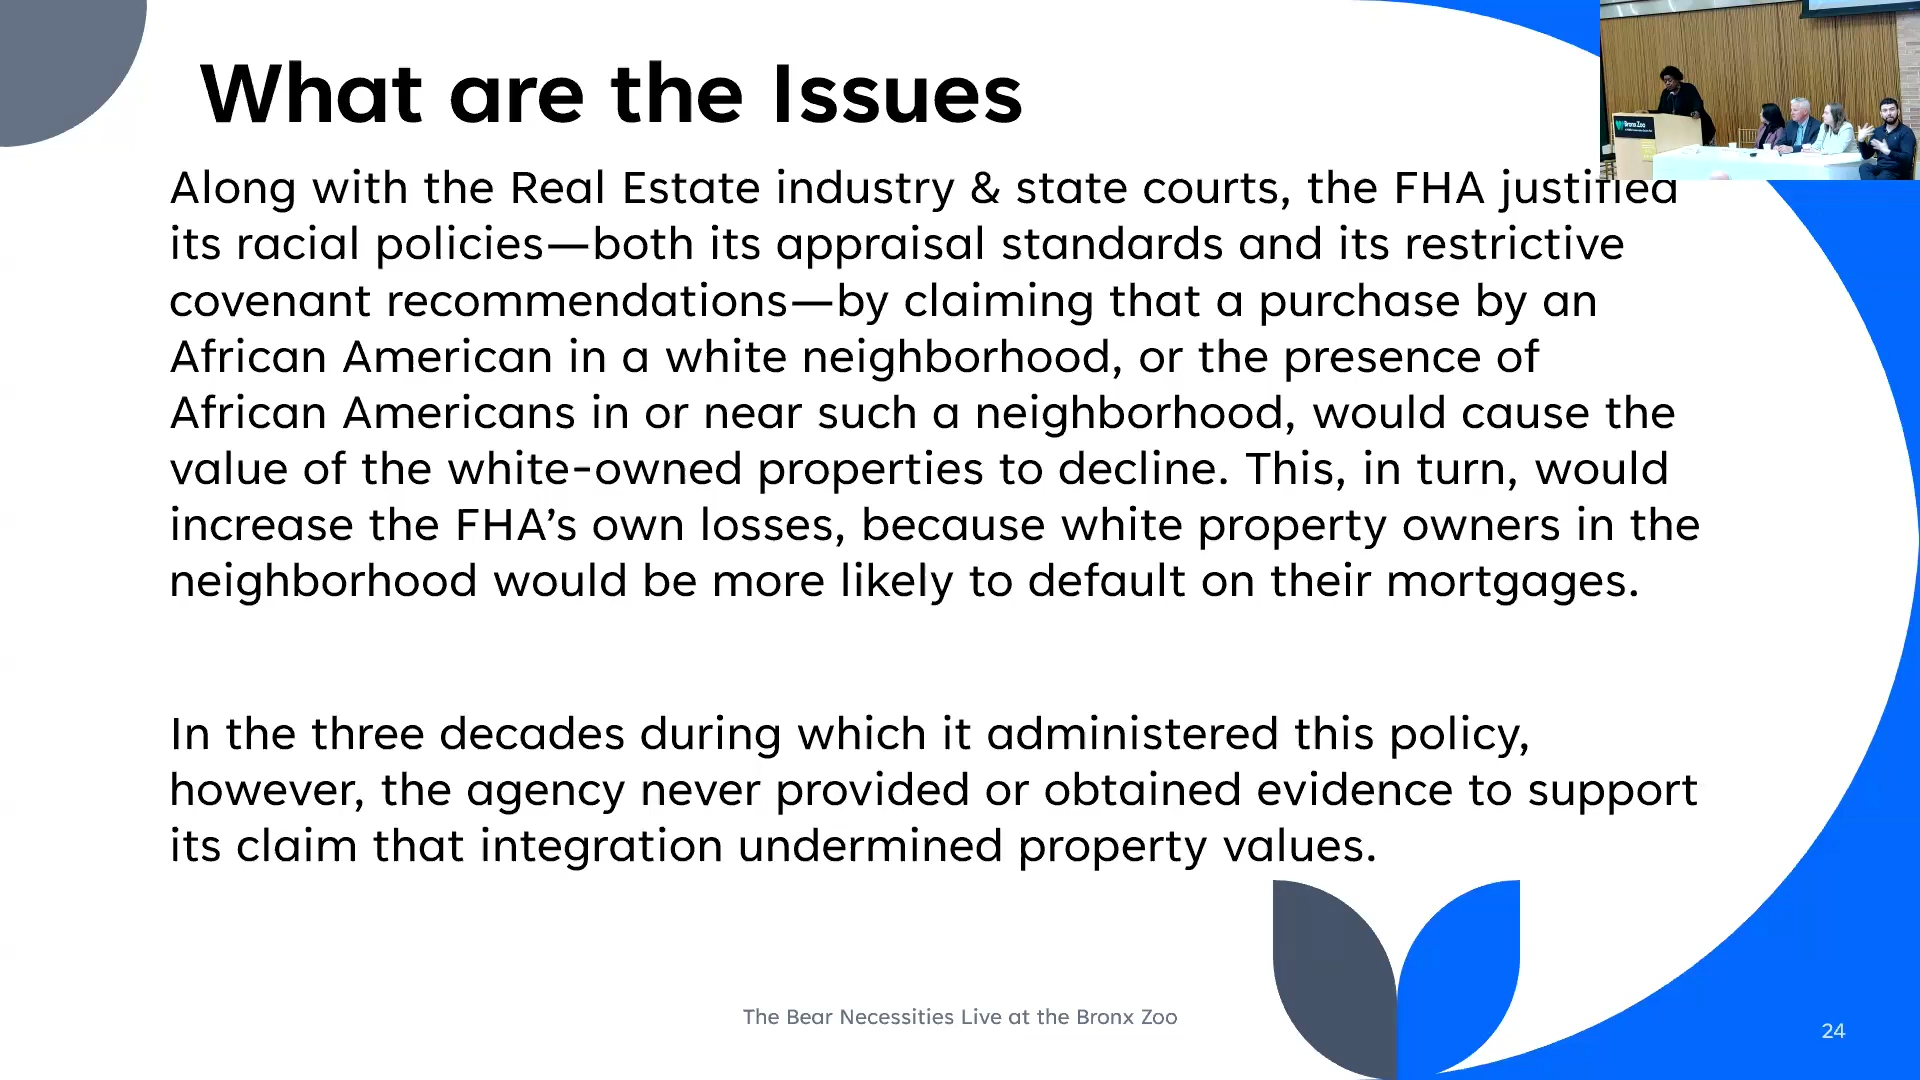 What are the Issues
Along with the Real Estate industry & state courts, the FHA justified
its racial policies—both its appraisal standards and its restrictive
covenant recommendations—by claiming that a purchase by an
African American in a white neighborhood, or the presence of
African Americans in or near such a neighborhood, would cause the
value of the white-owned properties to decline. This, in turn, would
increase the FHA’s own losses, because white property owners in the
neighborhood would be more likely to default on their mortgages.
In the three decades during which it administered this policy,
however, the agency never provided or obtained evidence to support
its claim that integration undermined property values.
The Bear Necessities Live at the Bronx Zoo
24
Bronx Zoo